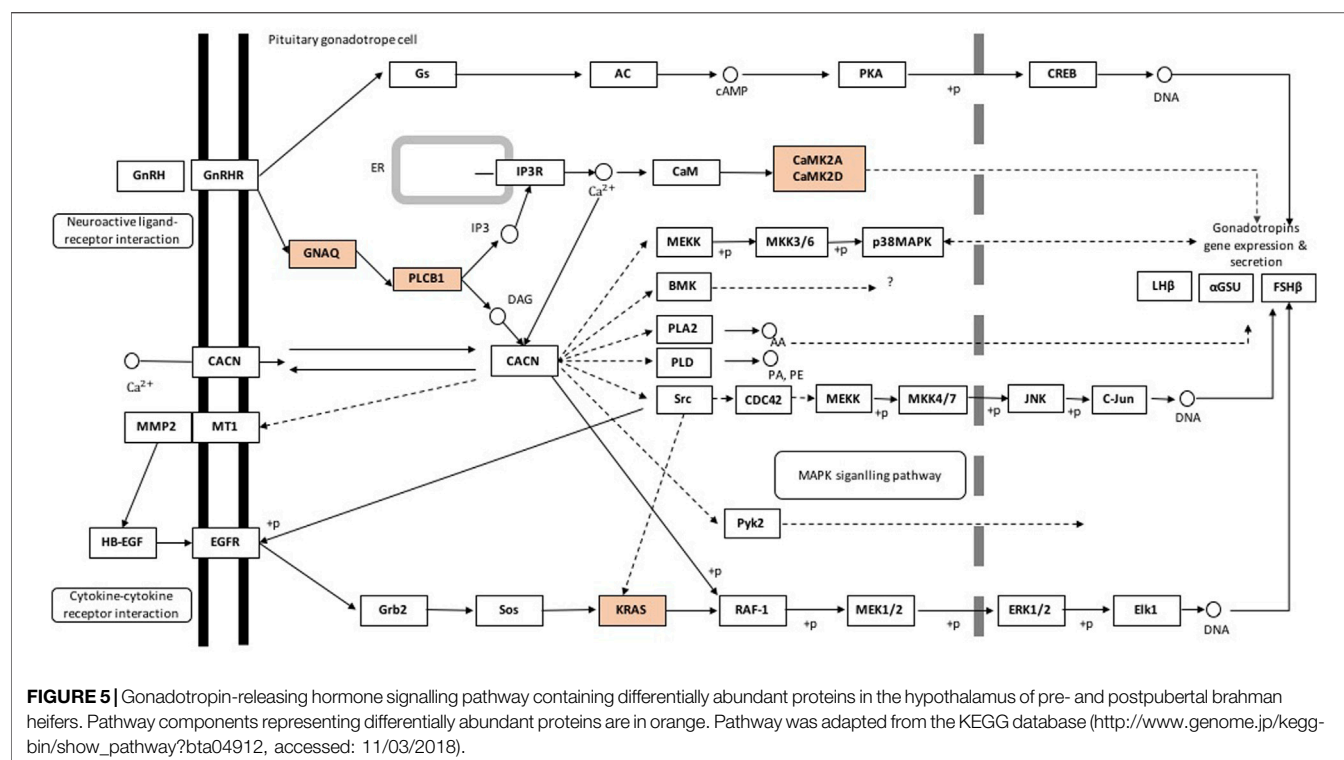 Pituitary gonadotrope cell
Gs
AC
cAMP
PKA
+p
CREB
DNA
GnRH
GnRHR
ER
IP3R
Ca²⁺
CaM
CaMK2A
CaMK2D
Neuroactive ligand-
receptor interaction
IP3
GNAQ
PLCB1
DAG
MEKK
+p
MKK3/6
+p
p38MAPK
Gonadotropins
gene expression &
secretion
BMK
?
LHβ
αGSU
FSHβ
PLA2
AA
PLD
PA, PE
Ca²⁺
CACN
CACN
Src
CDC42
MEKK
+p
MKK4/7
+p
JNK
+p
C-Jun
DNA
MMP2
MT1
MAPK siganlling pathway
Pyk2
HB-EGF
EGFR
+p
+p
Cytokine-cytokine
receptor interaction
Grb2
Sos
KRAS
RAF-1
+p
MEK1/2
+p
ERK1/2
+p
Elk1
DNA
FIGURE 5 | Gonadotropin-releasing hormone signalling pathway containing differentially abundant proteins in the hypothalamus of pre- and postpubertal brahman
heifers. Pathway components representing differentially abundant proteins are in orange. Pathway was adapted from the KEGG database (http://www.genome.jp/kegg-
bin/show_pathway?bta04912, accessed: 11/03/2018).